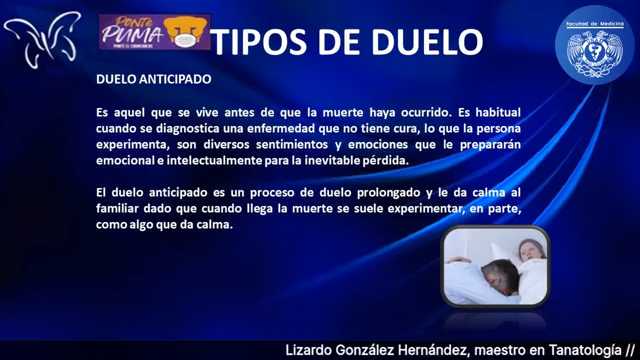 PONTE
PUMA
PONTE EL CUBREBOCAS
TIPOS DE DUELO
Facultad de Medicina
DUELO ANTICIPADO
Es aquel que se vive antes de que la muerte haya ocurrido. Es habitual
cuando se diagnostica una enfermedad que no tiene cura, lo que la persona
experimenta, son diversos sentimientos y emociones que le prepararán
emocional e intelectualmente para la inevitable pérdida.
El duelo anticipado es un proceso de duelo prolongado y le da calma al
familiar dado que cuando llega la muerte se suele experimentar, en parte,
como algo que da calma.
Lizardo González Hernández, maestro en Tanatología //